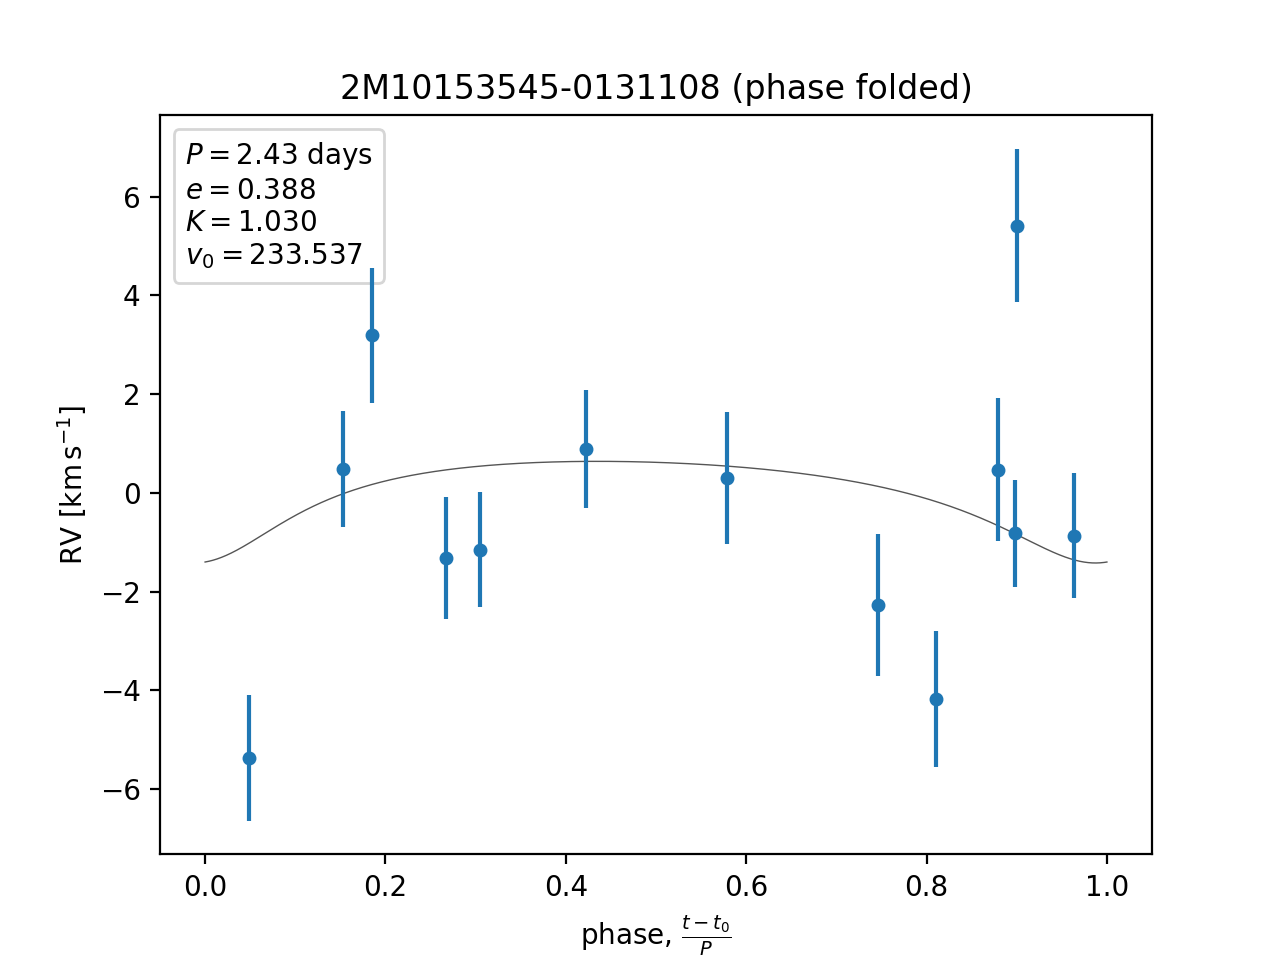 2M10153545-0131108 (phase folded)
P = 2.43 days
e = 0.388
K = 1.030
v₀ = 233.537
6
4
2
0
−2
−4
−6
RV [km s⁻¹]
0.0 0.2 0.4 0.6 0.8 1.0
phase, (t − t₀)/P